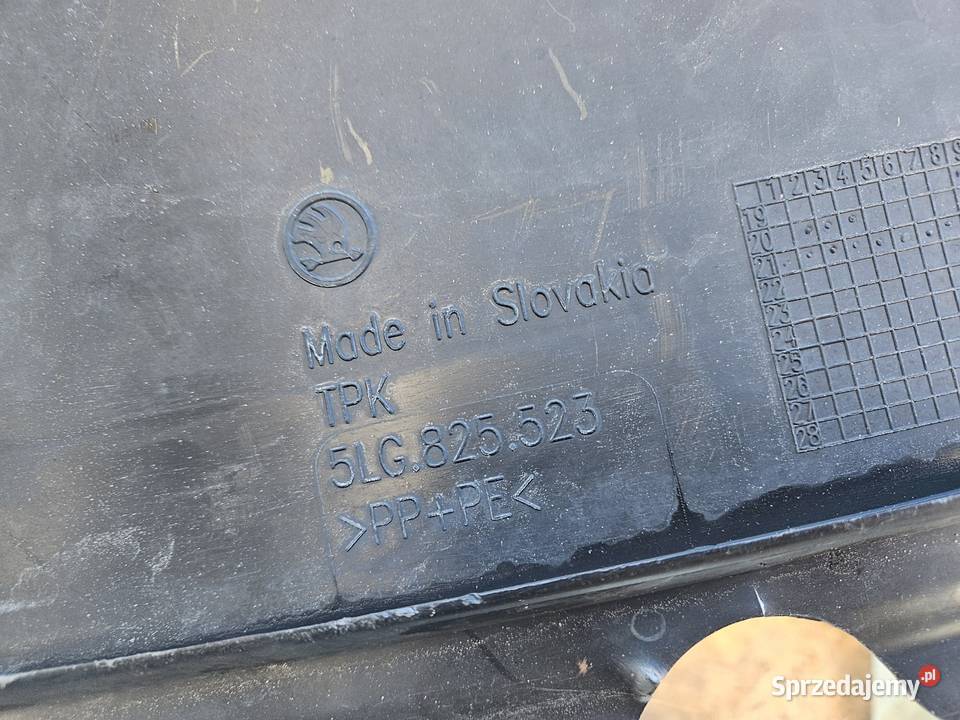 Made in Slovakia
TPK
5LG.825.523
>PP+PE<
1 2 3 4 5 6 7 8 9
19
20
21
22
23
24
25
26
27
28
Sprzedajemy.pl